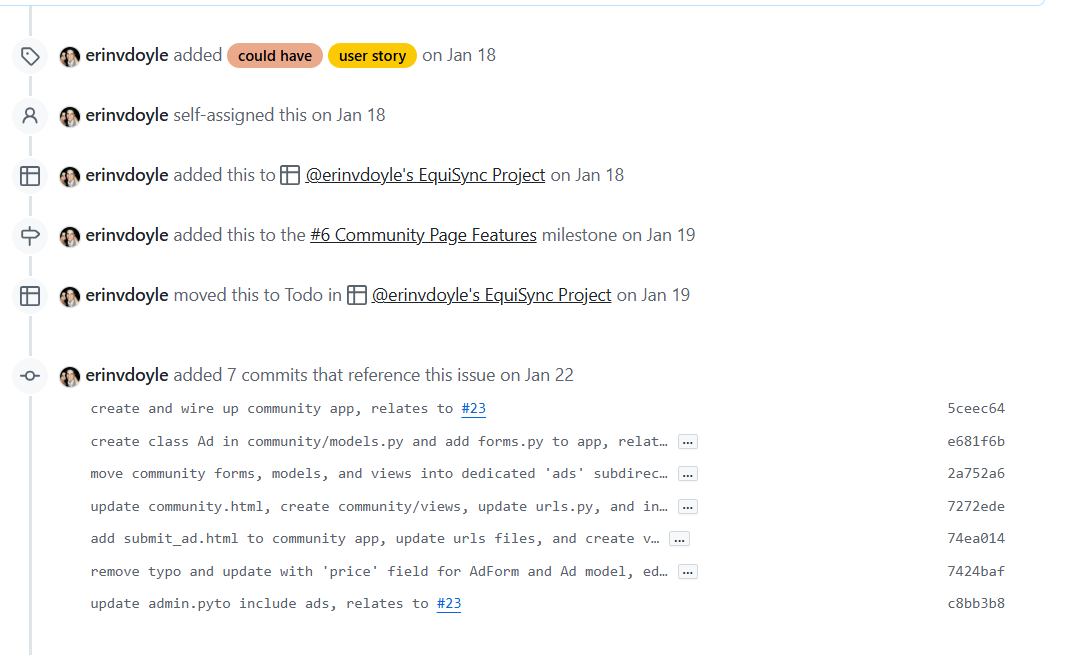 erinvdoyle added could have user story on Jan 18
erinvdoyle self-assigned this on Jan 18
erinvdoyle added this to @erinvdoyle's EquiSync Project on Jan 18
erinvdoyle added this to the #6 Community Page Features milestone on Jan 19
erinvdoyle moved this to Todo in @erinvdoyle's EquiSync Project on Jan 19
erinvdoyle added 7 commits that reference this issue on Jan 22
create and wire up community app, relates to #23 5ceec64
create class Ad in community/models.py and add forms.py to app, relat… ... e681f6b
move community forms, models, and views into dedicated 'ads' subdirec… ... 2a752a6
update community.html, create community/views, update urls.py, and in… ... 7272ede
add submit_ad.html to community app, update urls files, and create v… ... 74ea014
remove typo and update with 'price' field for AdForm and Ad model, ed… ... 7424baf
update admin.pyto include ads, relates to #23 c8bb3b8